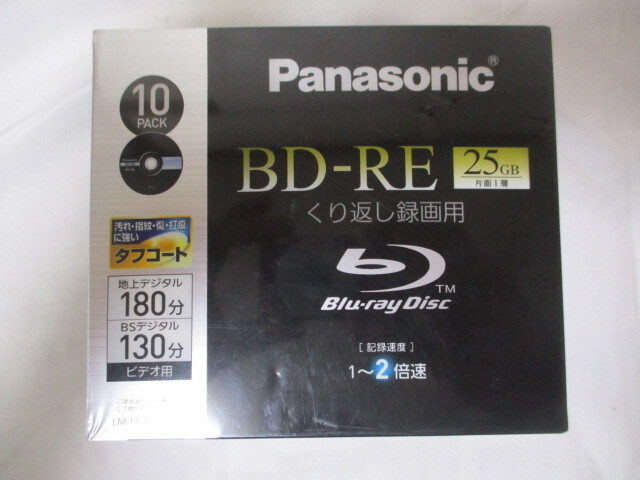 Panasonic®
10
PACK
BD-RE
25GB
片面1層
くり返し録画用
汚れ・指紋・傷・打痕
に強い
タフコート
Blu-ray Disc™
地上デジタル
180分
BSデジタル
130分
ビデオ用
[記録速度]
1〜2倍速